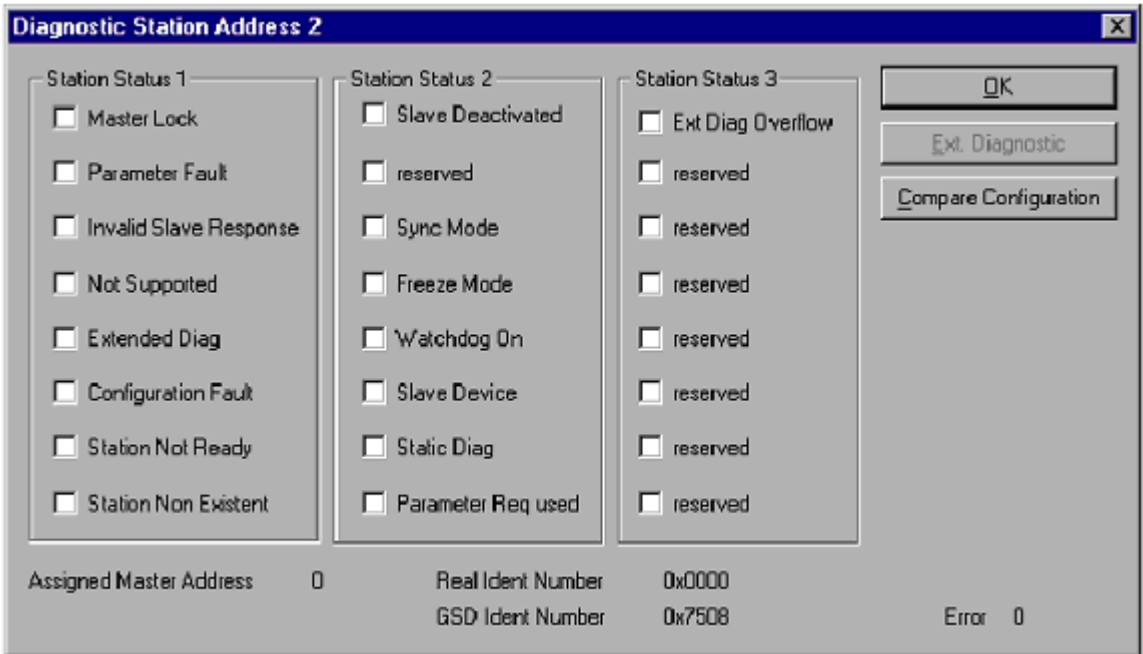 Diagnostic Station Address 2
Station Status 1
Master Lock
Parameter Fault
Invalid Slave Response
Not Supported
Extended Diag
Configuration Fault
Station Not Ready
Station Non Existent
Station Status 2
Slave Deactivated
reserved
Sync Mode
Freeze Mode
Watchdog On
Slave Device
Static Diag
Parameter Req used
Station Status 3
Ext Diag Overflow
reserved
reserved
reserved
reserved
reserved
reserved
reserved
OK
Ext. Diagnostic
Compare Configuration
Assigned Master Address 0
Real Ident Number 0x0000
GSD Ident Number 0x7508
Error 0